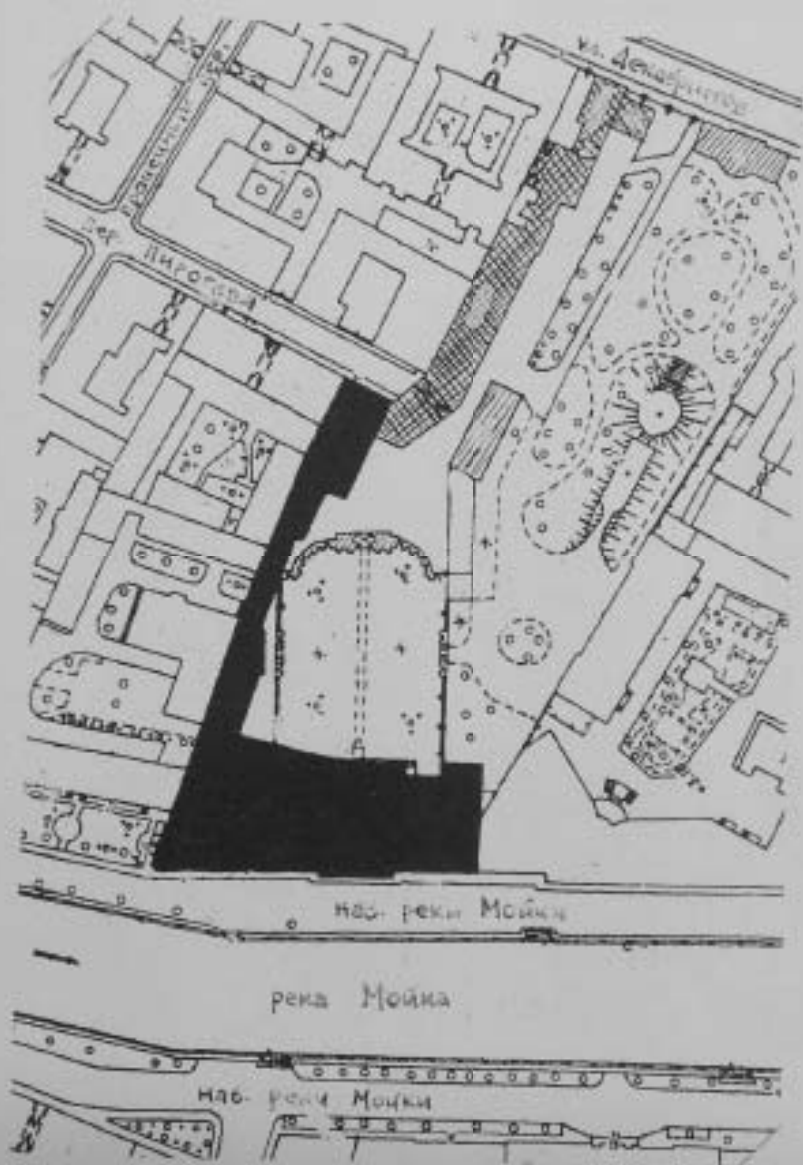 ул. Декабристов
пер. Пирогова
наб. реки Мойки
река Мойка
наб. реки Мойки